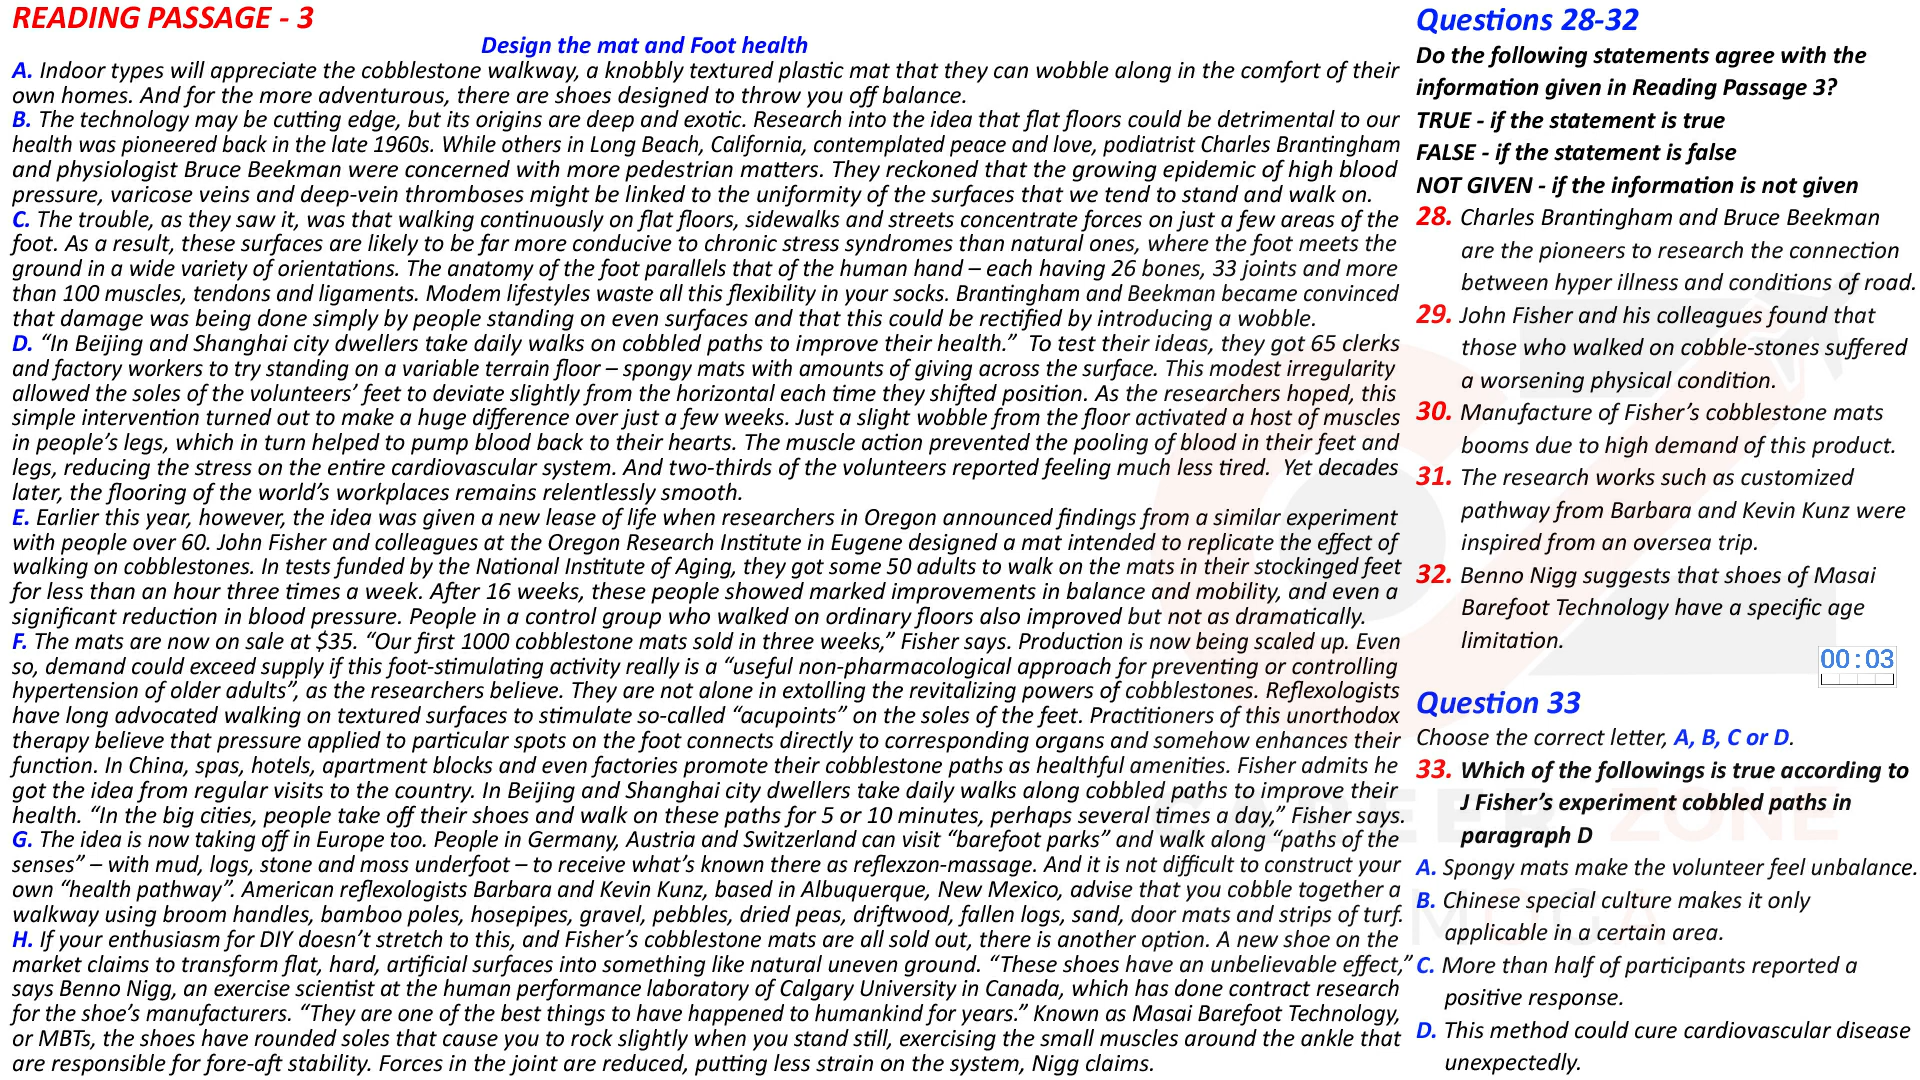 READING PASSAGE - 3
Design the mat and Foot health
A. Indoor types will appreciate the cobblestone walkway, a knobbly textured plastic mat that they can wobble along in the comfort of their
own homes. And for the more adventurous, there are shoes designed to throw you off balance.
B. The technology may be cutting edge, but its origins are deep and exotic. Research into the idea that flat floors could be detrimental to our
health was pioneered back in the late 1960s. While others in Long Beach, California, contemplated peace and love, podiatrist Charles Brantingham
and physiologist Bruce Beekman were concerned with more pedestrian matters. They reckoned that the growing epidemic of high blood
pressure, varicose veins and deep-vein thromboses might be linked to the uniformity of the surfaces that we tend to stand and walk on.
C. The trouble, as they saw it, was that walking continuously on flat floors, sidewalks and streets concentrate forces on just a few areas of the
foot. As a result, these surfaces are likely to be far more conducive to chronic stress syndromes than natural ones, where the foot meets the
ground in a wide variety of orientations. The anatomy of the foot parallels that of the human hand – each having 26 bones, 33 joints and more
than 100 muscles, tendons and ligaments. Modem lifestyles waste all this flexibility in your socks. Brantingham and Beekman became convinced
that damage was being done simply by people standing on even surfaces and that this could be rectified by introducing a wobble.
D. “In Beijing and Shanghai city dwellers take daily walks on cobbled paths to improve their health.” To test their ideas, they got 65 clerks
and factory workers to try standing on a variable terrain floor – spongy mats with amounts of giving across the surface. This modest irregularity
allowed the soles of the volunteers’ feet to deviate slightly from the horizontal each time they shifted position. As the researchers hoped, this
simple intervention turned out to make a huge difference over just a few weeks. Just a slight wobble from the floor activated a host of muscles
in people’s legs, which in turn helped to pump blood back to their hearts. The muscle action prevented the pooling of blood in their feet and
legs, reducing the stress on the entire cardiovascular system. And two-thirds of the volunteers reported feeling much less tired. Yet decades
later, the flooring of the world’s workplaces remains relentlessly smooth.
E. Earlier this year, however, the idea was given a new lease of life when researchers in Oregon announced findings from a similar experiment
with people over 60. John Fisher and colleagues at the Oregon Research Institute in Eugene designed a mat intended to replicate the effect of
walking on cobblestones. In tests funded by the National Institute of Aging, they got some 50 adults to walk on the mats in their stockinged feet
for less than an hour three times a week. After 16 weeks, these people showed marked improvements in balance and mobility, and even a
significant reduction in blood pressure. People in a control group who walked on ordinary floors also improved but not as dramatically.
F. The mats are now on sale at $35. “Our first 1000 cobblestone mats sold in three weeks,” Fisher says. Production is now being scaled up. Even
so, demand could exceed supply if this foot-stimulating activity really is a “useful non-pharmacological approach for preventing or controlling
hypertension of older adults”, as the researchers believe. They are not alone in extolling the revitalizing powers of cobblestones. Reflexologists
have long advocated walking on textured surfaces to stimulate so-called “acupoints” on the soles of the feet. Practitioners of this unorthodox
therapy believe that pressure applied to particular spots on the foot connects directly to corresponding organs and somehow enhances their
function. In China, spas, hotels, apartment blocks and even factories promote their cobblestone paths as healthful amenities. Fisher admits he
got the idea from regular visits to the country. In Beijing and Shanghai city dwellers take daily walks along cobbled paths to improve their
health. “In the big cities, people take off their shoes and walk on these paths for 5 or 10 minutes, perhaps several times a day,” Fisher says.
G. The idea is now taking off in Europe too. People in Germany, Austria and Switzerland can visit “barefoot parks” and walk along “paths of the
senses” – with mud, logs, stone and moss underfoot – to receive what’s known there as reflexzon-massage. And it is not difficult to construct your
own “health pathway”. American reflexologists Barbara and Kevin Kunz, based in Albuquerque, New Mexico, advise that you cobble together a
walkway using broom handles, bamboo poles, hosepipes, gravel, pebbles, dried peas, driftwood, fallen logs, sand, door mats and strips of turf.
H. If your enthusiasm for DIY doesn’t stretch to this, and Fisher’s cobblestone mats are all sold out, there is another option. A new shoe on the
market claims to transform flat, hard, artificial surfaces into something like natural uneven ground. “These shoes have an unbelievable effect,”
says Benno Nigg, an exercise scientist at the human performance laboratory of Calgary University in Canada, which has done contract research
for the shoe’s manufacturers. “They are one of the best things to have happened to humankind for years.” Known as Masai Barefoot Technology,
or MBTs, the shoes have rounded soles that cause you to rock slightly when you stand still, exercising the small muscles around the ankle that
are responsible for fore-aft stability. Forces in the joint are reduced, putting less strain on the system, Nigg claims.
Questions 28-32
Do the following statements agree with the
information given in Reading Passage 3?
TRUE - if the statement is true
FALSE - if the statement is false
NOT GIVEN - if the information is not given
28. Charles Brantingham and Bruce Beekman
are the pioneers to research the connection
between hyper illness and conditions of road.
29. John Fisher and his colleagues found that
those who walked on cobble-stones suffered
a worsening physical condition.
30. Manufacture of Fisher’s cobblestone mats
booms due to high demand of this product.
31. The research works such as customized
pathway from Barbara and Kevin Kunz were
inspired from an oversea trip.
32. Benno Nigg suggests that shoes of Masai
Barefoot Technology have a specific age
limitation.
00:03
Question 33
Choose the correct letter, A, B, C or D.
33. Which of the followings is true according to
J Fisher’s experiment cobbled paths in
paragraph D
A. Spongy mats make the volunteer feel unbalance.
B. Chinese special culture makes it only
applicable in a certain area.
C. More than half of participants reported a
positive response.
D. This method could cure cardiovascular disease
unexpectedly.
CAREER ZONE
MOGA